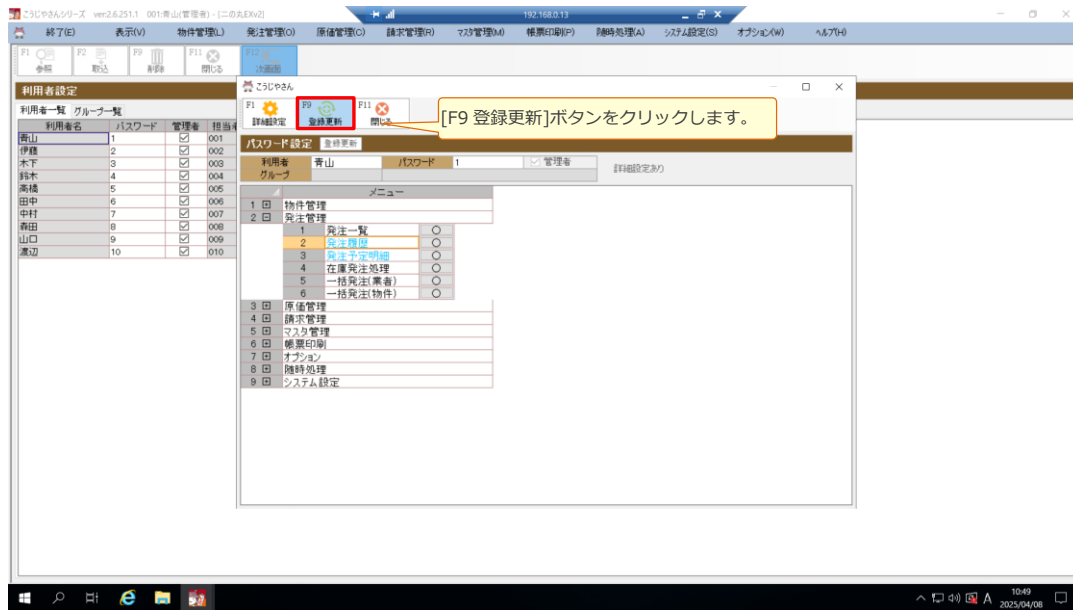 こうじやさんシリーズ ver.2.6.251.1 001:青山(管理者) - [二の丸EXv2]
192.168.0.13
終了(E) 表示(V) 物件管理(L) 発注管理(O) 原価管理(C) 請求管理(R) マスタ管理(M) 帳票印刷(P) 随時処理(A) システム設定(S) オプション(W) ヘルプ(H)
F1 参照
F2 取込
F9 削除
F11 閉じる
F12 次画面
利用者設定
利用者一覧 グループ一覧
利用者名 パスワード 管理者 担当者
青山 1 001
伊藤 2 002
木下 3 003
鈴木 4 004
高橋 5 005
田中 6 006
中村 7 007
森田 8 008
山口 9 009
渡辺 10 010
こうじやさん
F1 詳細設定
F9 登録更新
F11 閉じる
[F9 登録更新]ボタンをクリックします。
パスワード設定 登録更新
利用者 青山 パスワード 1 管理者
グループ
詳細設定あり
メニュー
1 物件管理
2 発注管理
1 発注一覧 ○
2 発注履歴 ○
3 発注予定明細 ○
4 在庫発注処理 ○
5 一括発注(業者) ○
6 一括発注(物件) ○
3 原価管理
4 請求管理
5 マスタ管理
6 帳票印刷
7 オプション
8 随時処理
9 システム設定
A
10:49
2025/04/08